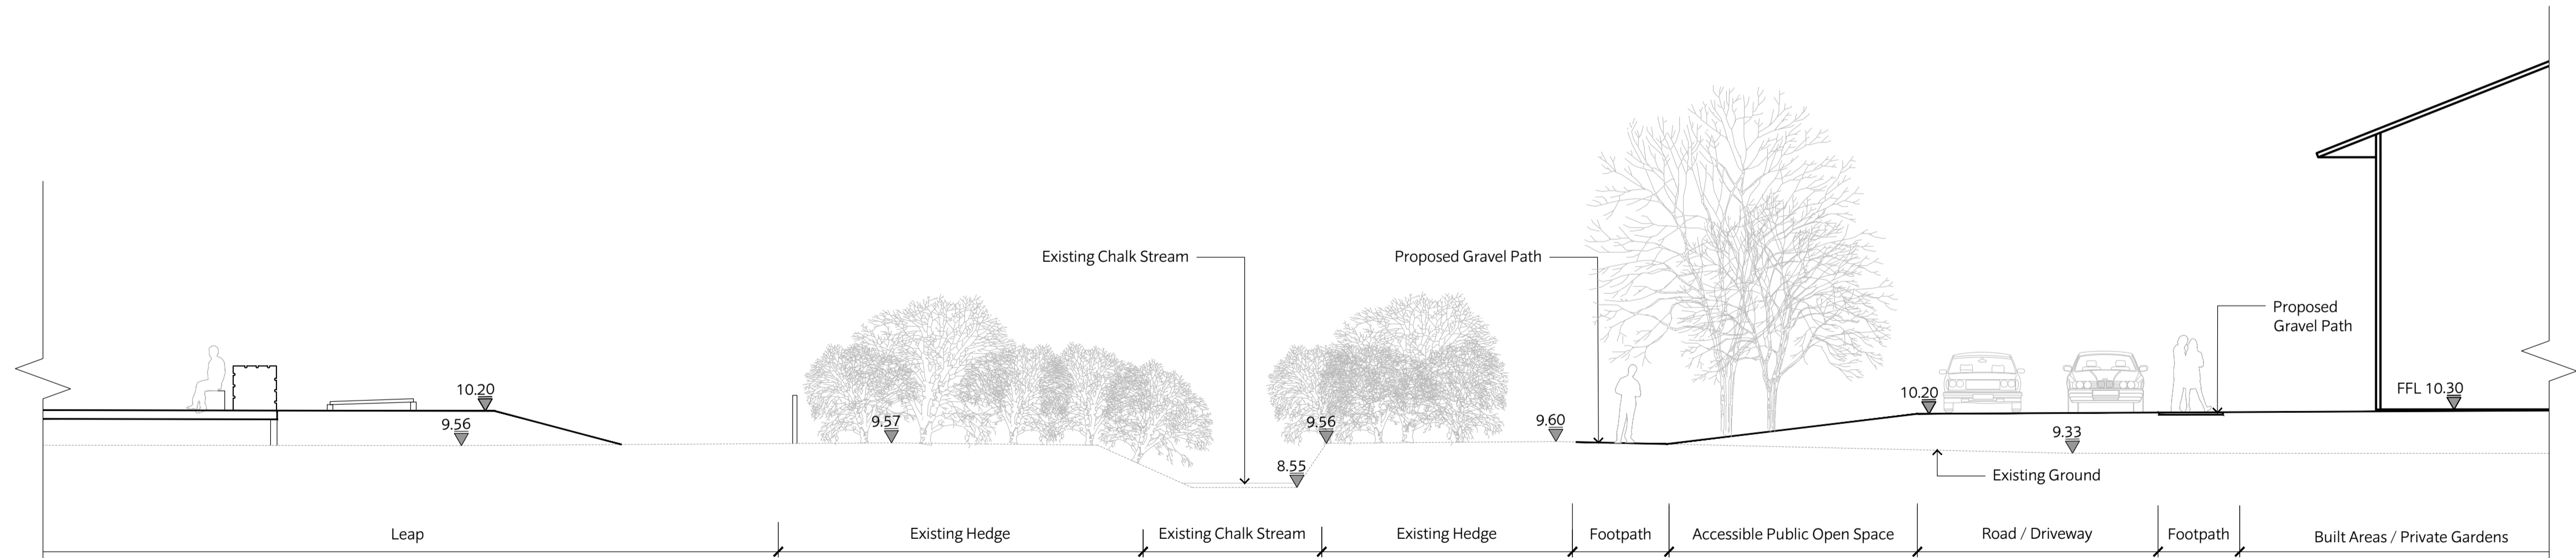 Existing Chalk Stream
Proposed Gravel Path
Proposed
Gravel Path
10.20
9.56
9.57
9.56
8.55
9.60
10.20
9.33
FFL 10.30
Existing Ground
Leap
Existing Hedge
Existing Chalk Stream
Existing Hedge
Footpath
Accessible Public Open Space
Road / Driveway
Footpath
Built Areas / Private Gardens